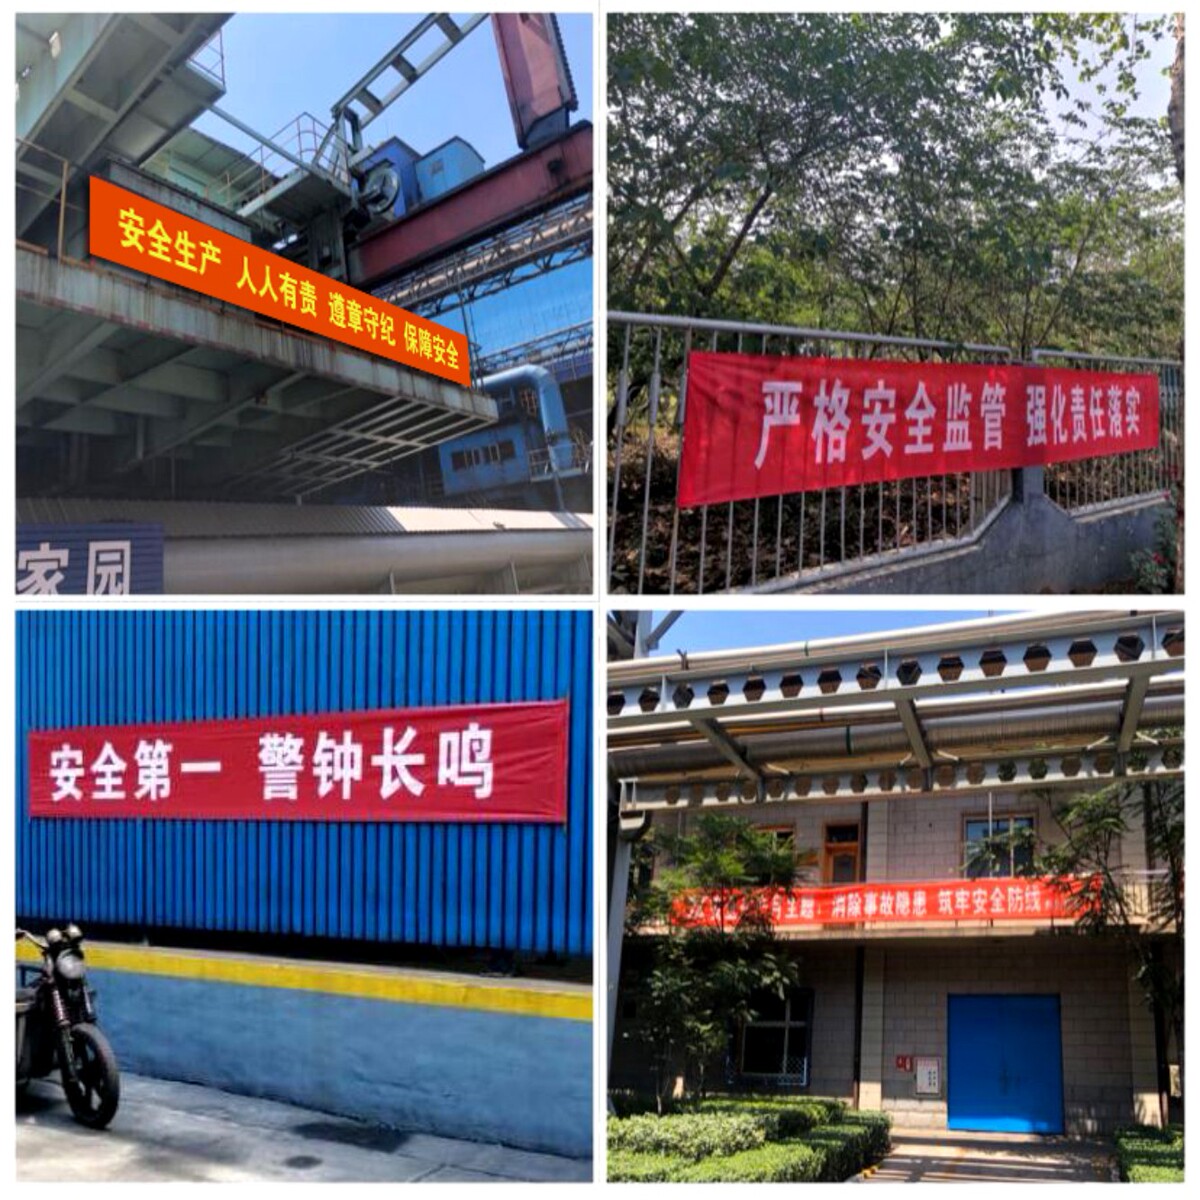 安全生产 人人有责 遵章守纪 保障安全
家园
严格安全监管 强化责任落实
安全第一 警钟长鸣
主题：消除事故隐患 筑牢安全防线